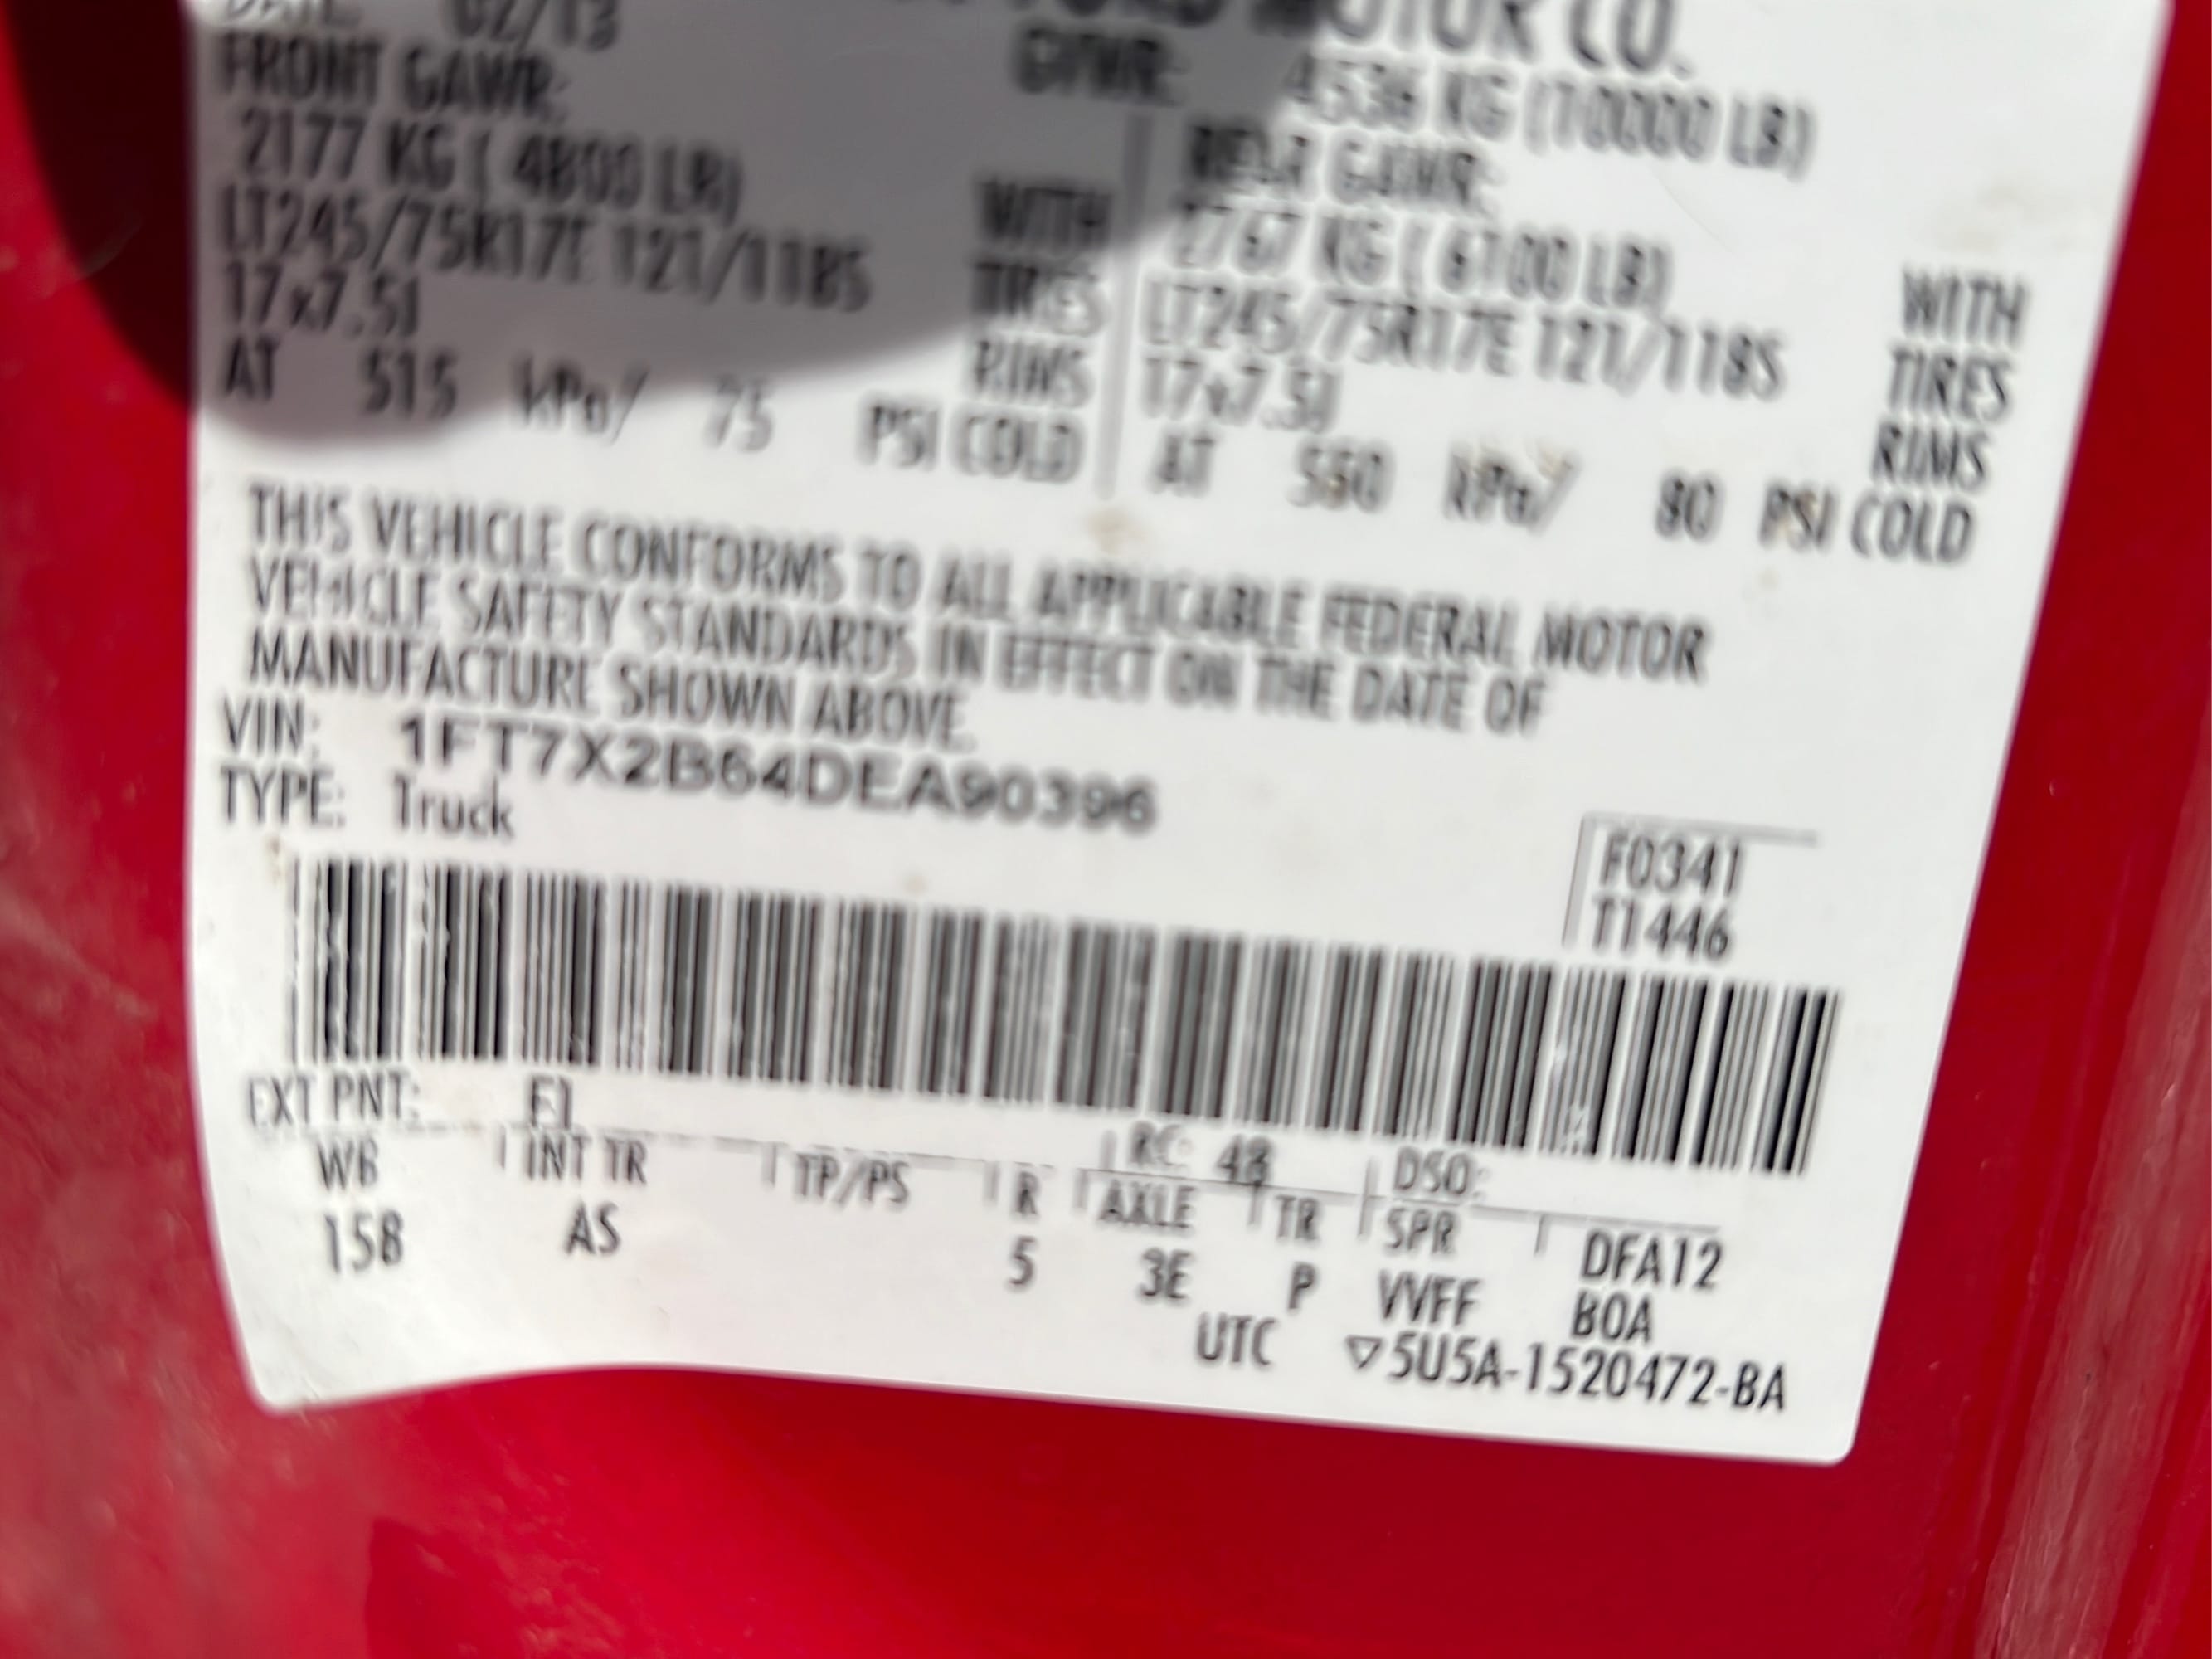 02/13
MOTOR CO.
FRONT GAWR:
GVWR: 4536 KG (10000 LB)
2177 KG ( 4800 LB)
WITH
REAR GAWR:
2767 KG ( 6100 LB)
WITH
LT245/75R17E 121/118S
TIRES
LT245/75R17E 121/118S
TIRES
17x7.5J
RIMS
17x7.5J
RIMS
AT 515 kPa/ 75 PSI COLD
AT 550 kPa/ 80 PSI COLD
THIS VEHICLE CONFORMS TO ALL APPLICABLE FEDERAL MOTOR
VEHICLE SAFETY STANDARDS IN EFFECT ON THE DATE OF
MANUFACTURE SHOWN ABOVE.
VIN: 1FT7X2B64DEA90396
TYPE: Truck
F0341
T1446
EXT PNT: F1
RC: 48
DSO:
WB
INT TR
TP/PS
R
AXLE
TR
SPR
DFA12
158
AS
5
3E
P
VVFF
BOA
UTC
▽5U5A-1520472-BA